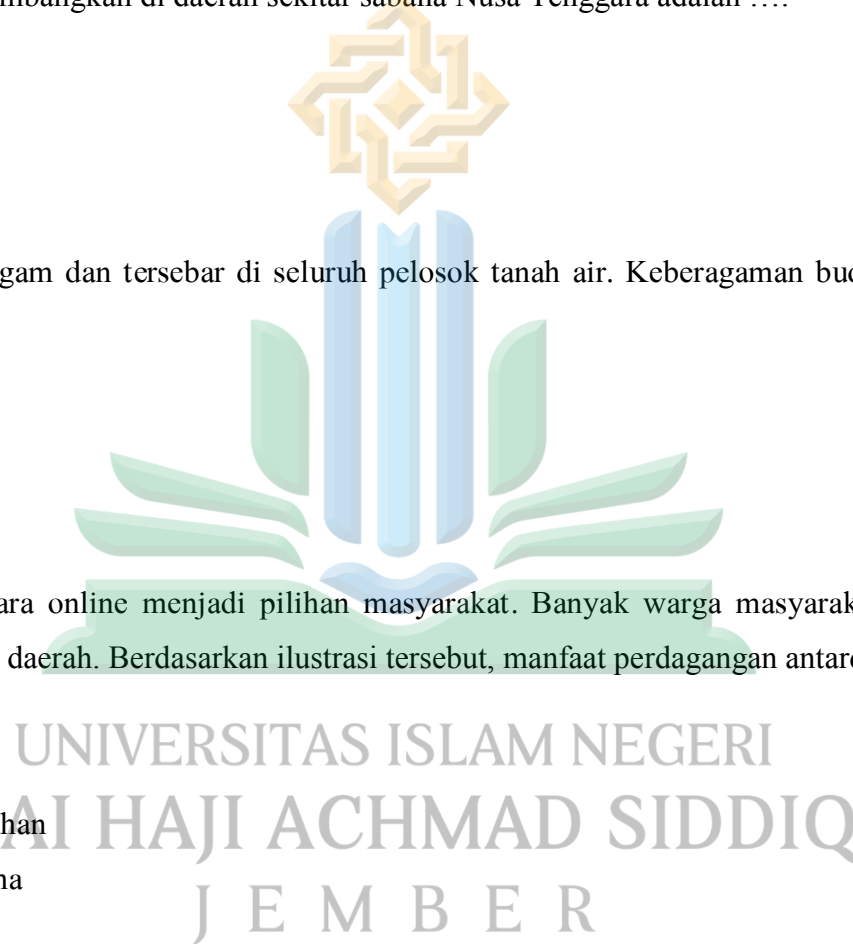 mbangkan di daerah sekitar sabana Nusa Tenggara adalah ….
gam dan tersebar di seluruh pelosok tanah air. Keberagaman bud
ara online menjadi pilihan masyarakat. Banyak warga masyarak
daerah. Berdasarkan ilustrasi tersebut, manfaat perdagangan antar
UNIVERSITAS ISLAM NEGERI
han
AI HAJI ACHMAD SIDDIQ
na
JEMBER